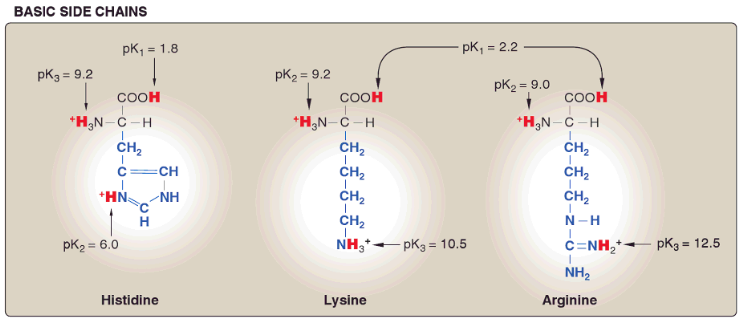 BASIC SIDE CHAINS
pK₁ = 1.8
pK₃ = 9.2
COOH
⁺H₃N–C–H
CH₂
C=CH
⁺HN NH
C
H
pK₂ = 6.0
Histidine
pK₁ = 2.2
pK₂ = 9.2
COOH
⁺H₃N–C–H
CH₂
CH₂
CH₂
CH₂
NH₃⁺
pK₃ = 10.5
Lysine
pK₂ = 9.0
COOH
⁺H₃N–C–H
CH₂
CH₂
CH₂
N–H
C=NH₂⁺
pK₃ = 12.5
NH₂
Arginine